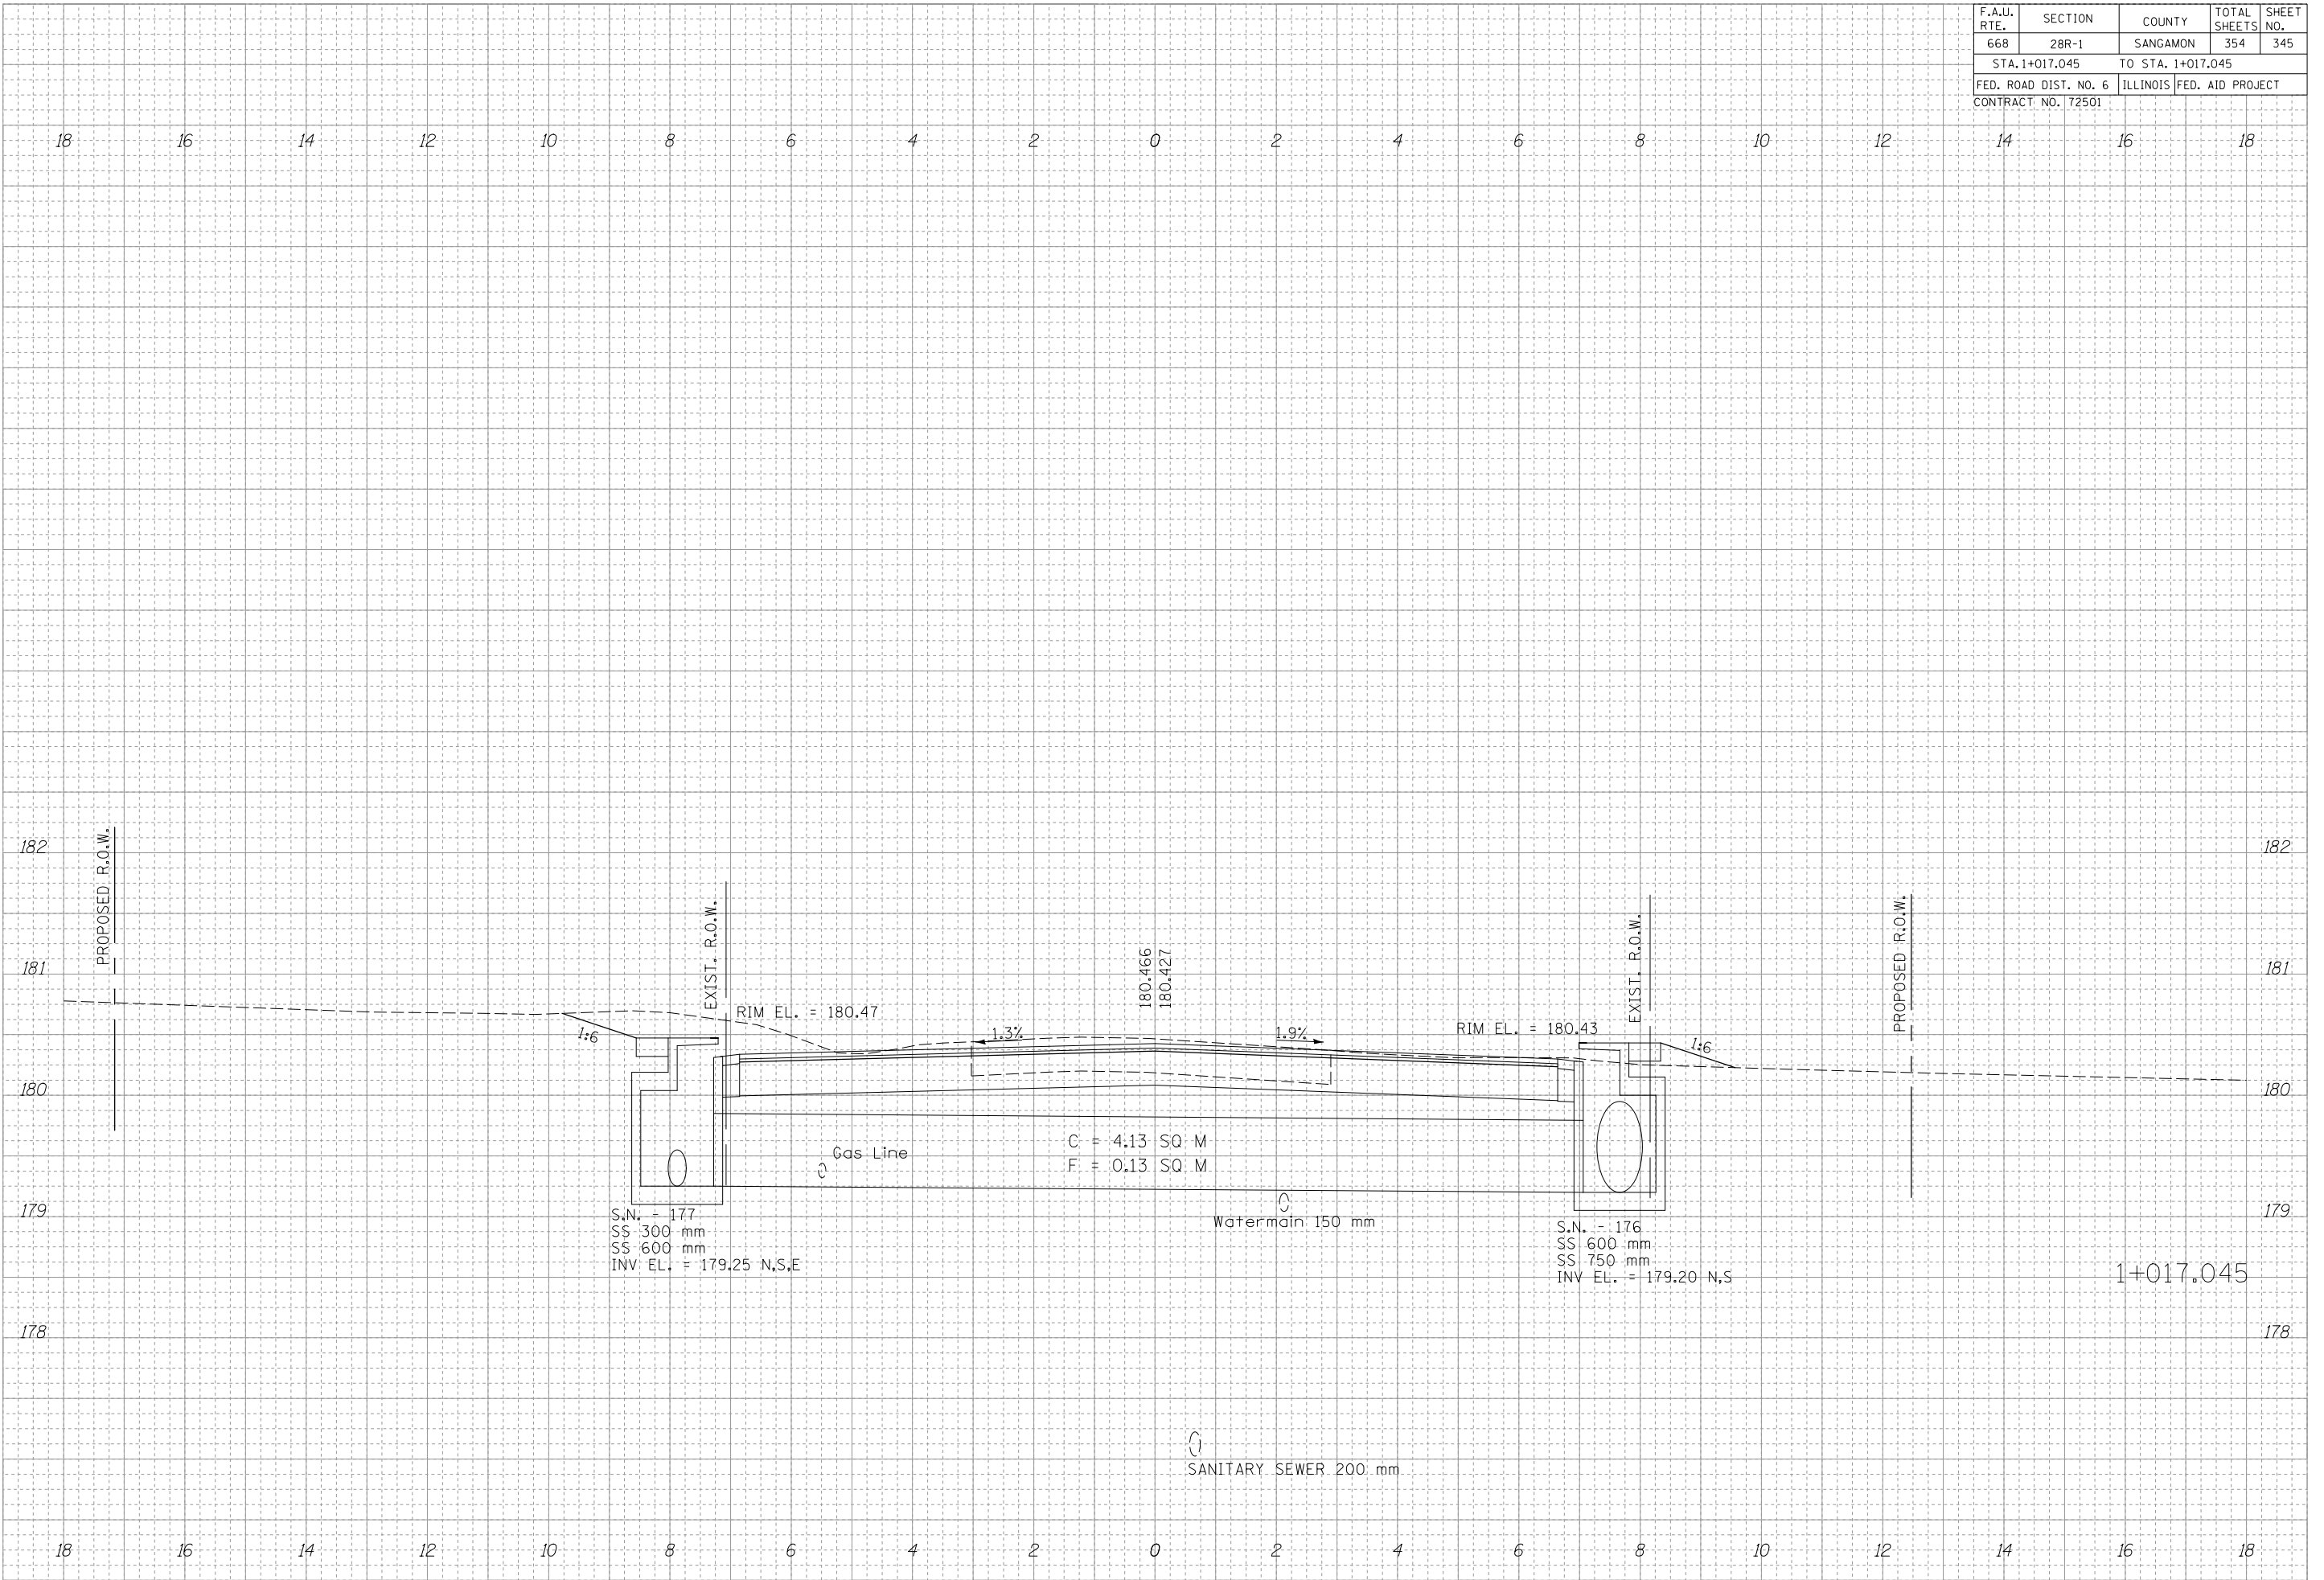 F.A.U. RTE. SECTION COUNTY TOTAL SHEETS SHEET NO.
668 28R-1 SANGAMON 354 345
STA. 1+017.045 TO STA. 1+017.045
FED. ROAD DIST. NO. 6 ILLINOIS FED. AID PROJECT
CONTRACT NO. 72501
18 16 14 12 10 8 6 4 2 0 2 4 6 8 10 12 14 16 18
182 182
PROPOSED R.O.W.
EXIST. R.O.W.
EXIST. R.O.W.
PROPOSED R.O.W.
181 181
180.466
180.427
RIM EL. = 180.47
RIM EL. = 180.43
1:6
1.3%
1.9%
1:6
180 180
C = 4.13 SQ M
F = 0.13 SQ M
Gas Line
179 179
S.N. - 177
SS 300 mm
SS 600 mm
INV EL. = 179.25 N,S,E
Watermain 150 mm
S.N. - 176
SS 600 mm
SS 750 mm
INV EL. = 179.20 N,S
1+017.045
178 178
SANITARY SEWER 200 mm
18 16 14 12 10 8 6 4 2 0 2 4 6 8 10 12 14 16 18